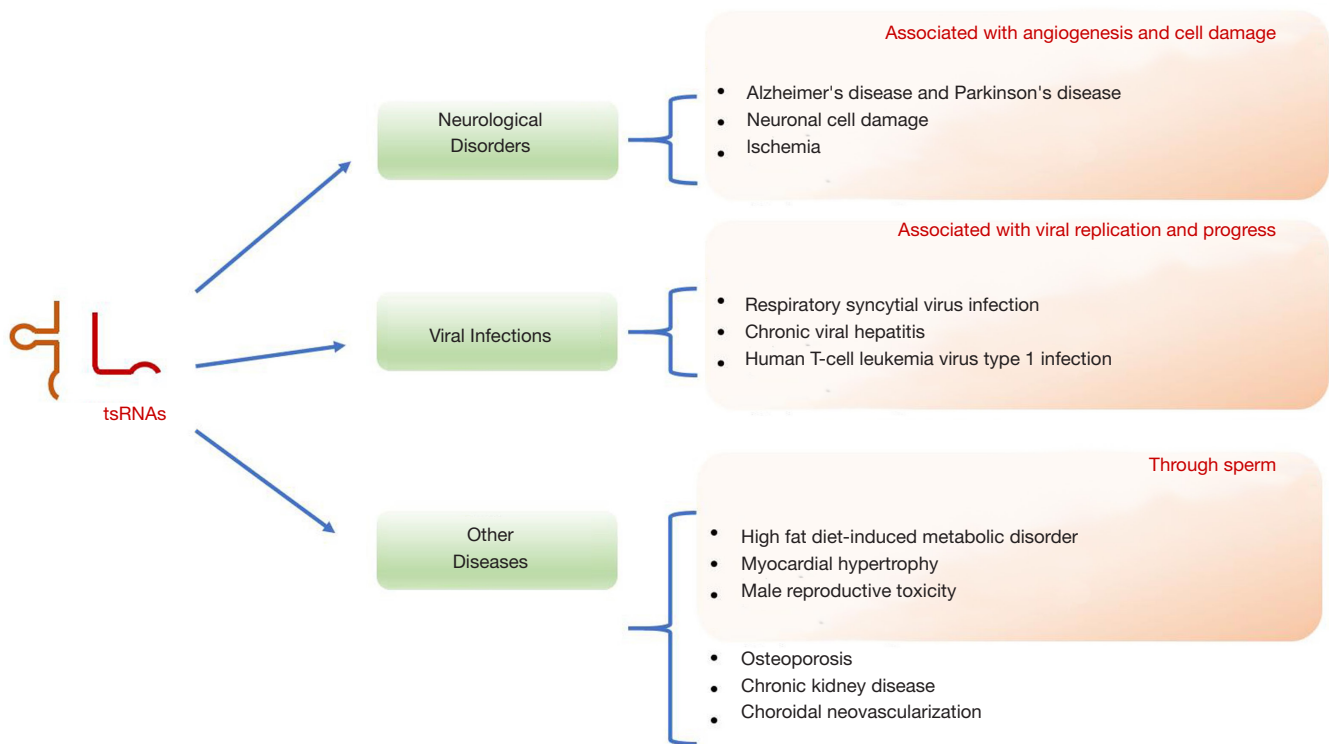 Associated with angiogenesis and cell damage
Neurological
Disorders
• Alzheimer's disease and Parkinson's disease
• Neuronal cell damage
• Ischemia
Associated with viral replication and progress
Viral Infections
• Respiratory syncytial virus infection
• Chronic viral hepatitis
• Human T-cell leukemia virus type 1 infection
tsRNAs
Through sperm
Other
Diseases
• High fat diet-induced metabolic disorder
• Myocardial hypertrophy
• Male reproductive toxicity
• Osteoporosis
• Chronic kidney disease
• Choroidal neovascularization